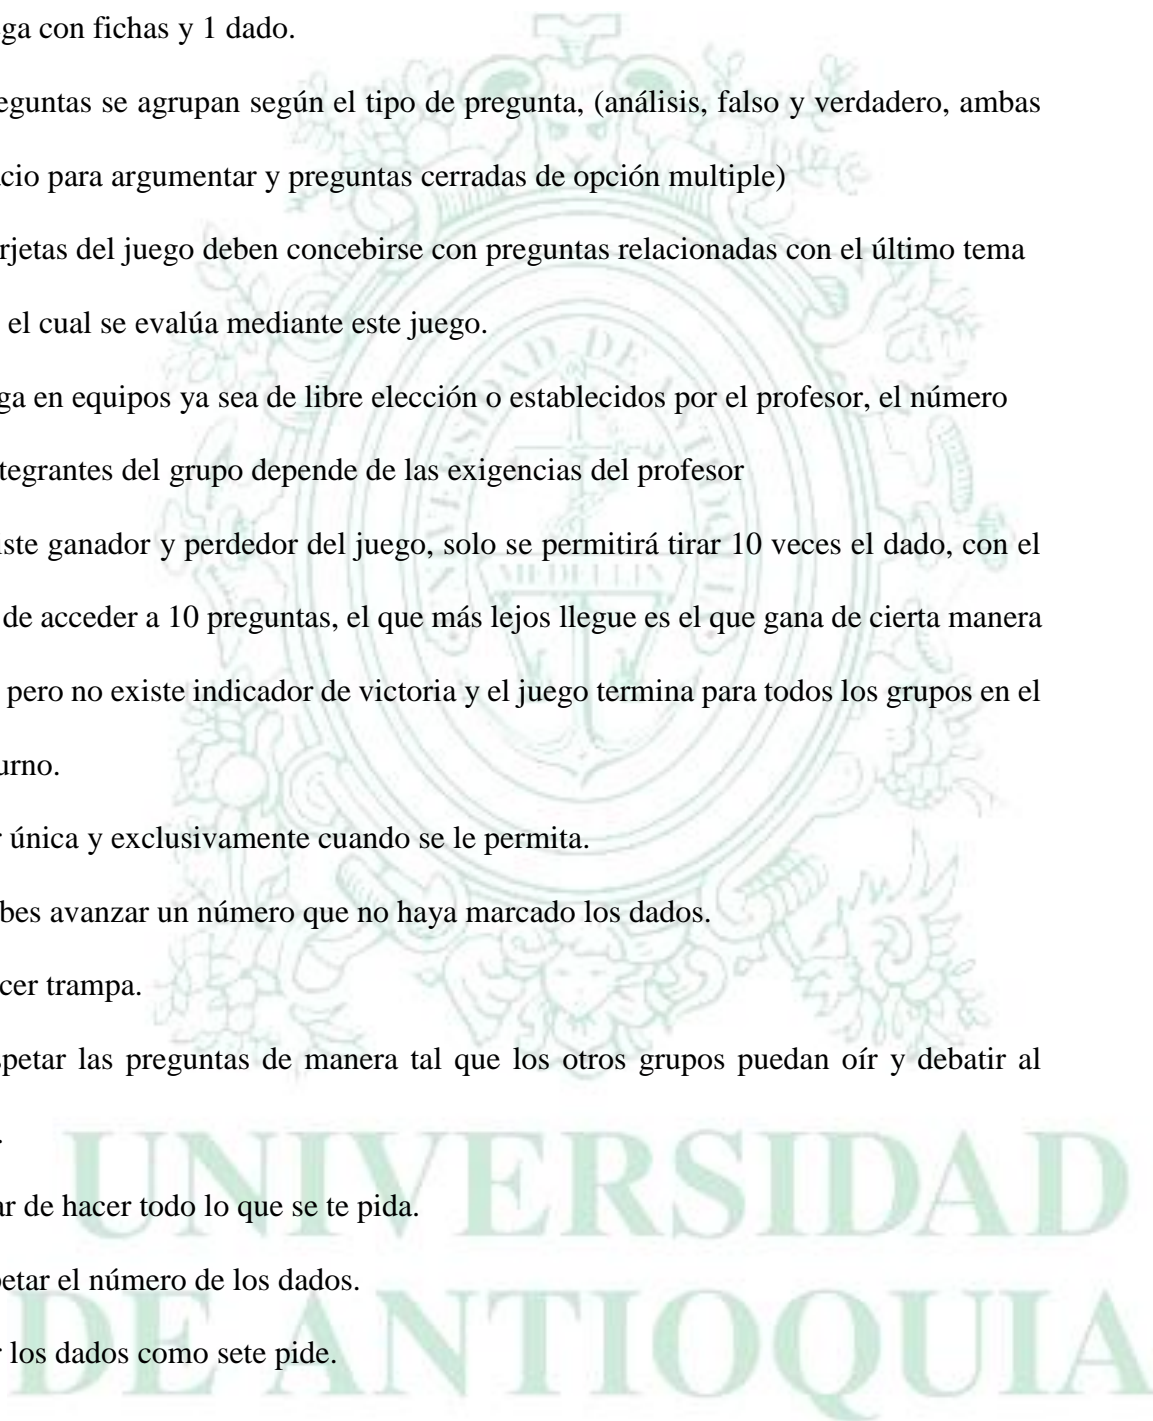 ga con fichas y 1 dado.
eguntas se agrupan según el tipo de pregunta, (análisis, falso y verdadero, ambas
cio para argumentar y preguntas cerradas de opción multiple)
rjetas del juego deben concebirse con preguntas relacionadas con el último tema
el cual se evalúa mediante este juego.
ga en equipos ya sea de libre elección o establecidos por el profesor, el número
tegrantes del grupo depende de las exigencias del profesor
iste ganador y perdedor del juego, solo se permitirá tirar 10 veces el dado, con el
de acceder a 10 preguntas, el que más lejos llegue es el que gana de cierta manera
pero no existe indicador de victoria y el juego termina para todos los grupos en el
urno.
r única y exclusivamente cuando se le permita.
bes avanzar un número que no haya marcado los dados.
cer trampa.
petar las preguntas de manera tal que los otros grupos puedan oír y debatir al
.
ar de hacer todo lo que se te pida.
petar el número de los dados.
r los dados como sete pide.
UNIVERSIDAD
DE ANTIOQUIA